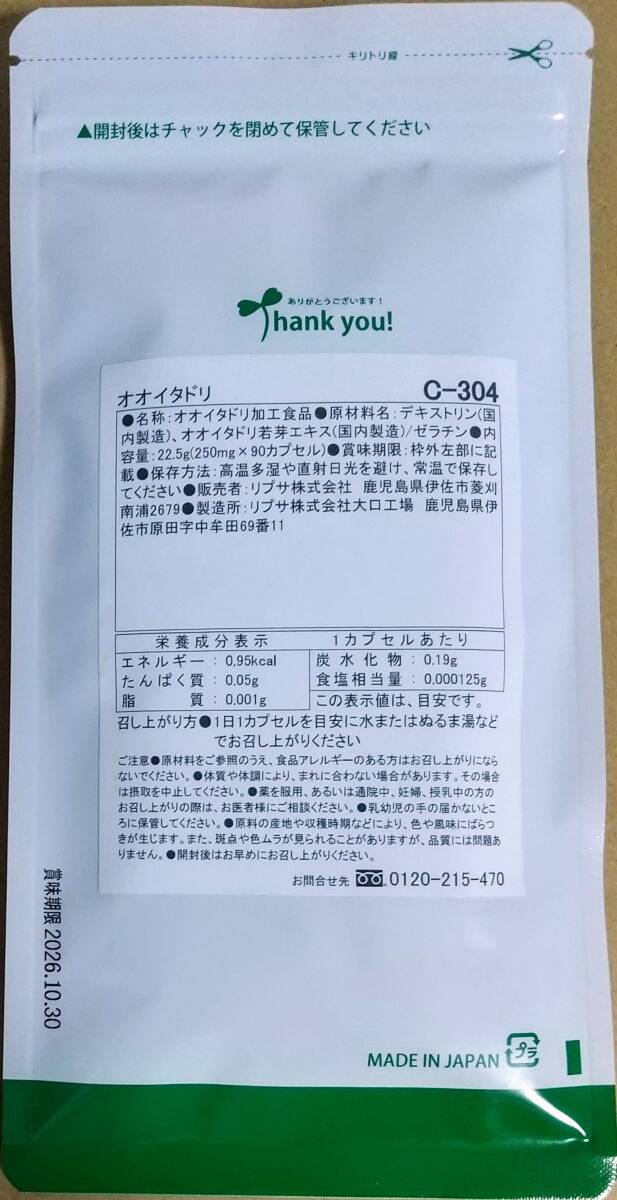 キリトリ線
▲開封後はチャックを閉めて保管してください
ありがとうございます!
Thank you!
オオイタドリ C-304
●名称:オオイタドリ加工食品●原材料名:デキストリン(国
内製造)、オオイタドリ若芽エキス(国内製造)/ゼラチン●内
容量:22.5g(250mg×90カプセル)●賞味期限:枠外左部に記
載●保存方法:高温多湿や直射日光を避け、常温で保存し
てください●販売者:リプサ株式会社 鹿児島県伊佐市菱刈
南浦2679●製造所:リプサ株式会社大口工場 鹿児島県伊
佐市原田字中牟田69番11
栄養成分表示 1カプセルあたり
エネルギー:0.95kcal 炭水化物:0.19g
たんぱく質:0.05g 食塩相当量:0.000125g
脂質:0.001g この表示値は、目安です。
召し上がり方●1日1カプセルを目安に水またはぬるま湯など
でお召し上がりください
ご注意●原材料をご参照のうえ、食品アレルギーのある方はお召し上がりになら
ないでください。●体質や体調により、まれに合わない場合があります。その場合
は摂取を中止してください。●薬を服用、あるいは通院中、妊婦、授乳中の方の
お召し上がりの際は、お医者様にご相談ください。●乳幼児の手の届かないとこ
ろに保管してください。●原料の産地や収穫時期などにより、色や風味にばらつ
きが生じます。また、斑点や色ムラが見られることがありますが、品質には問題あ
りません。●開封後はお早めにお召し上がりください。
お問合せ先 0120-215-470
賞味期限 2026.10.30
MADE IN JAPAN プラ